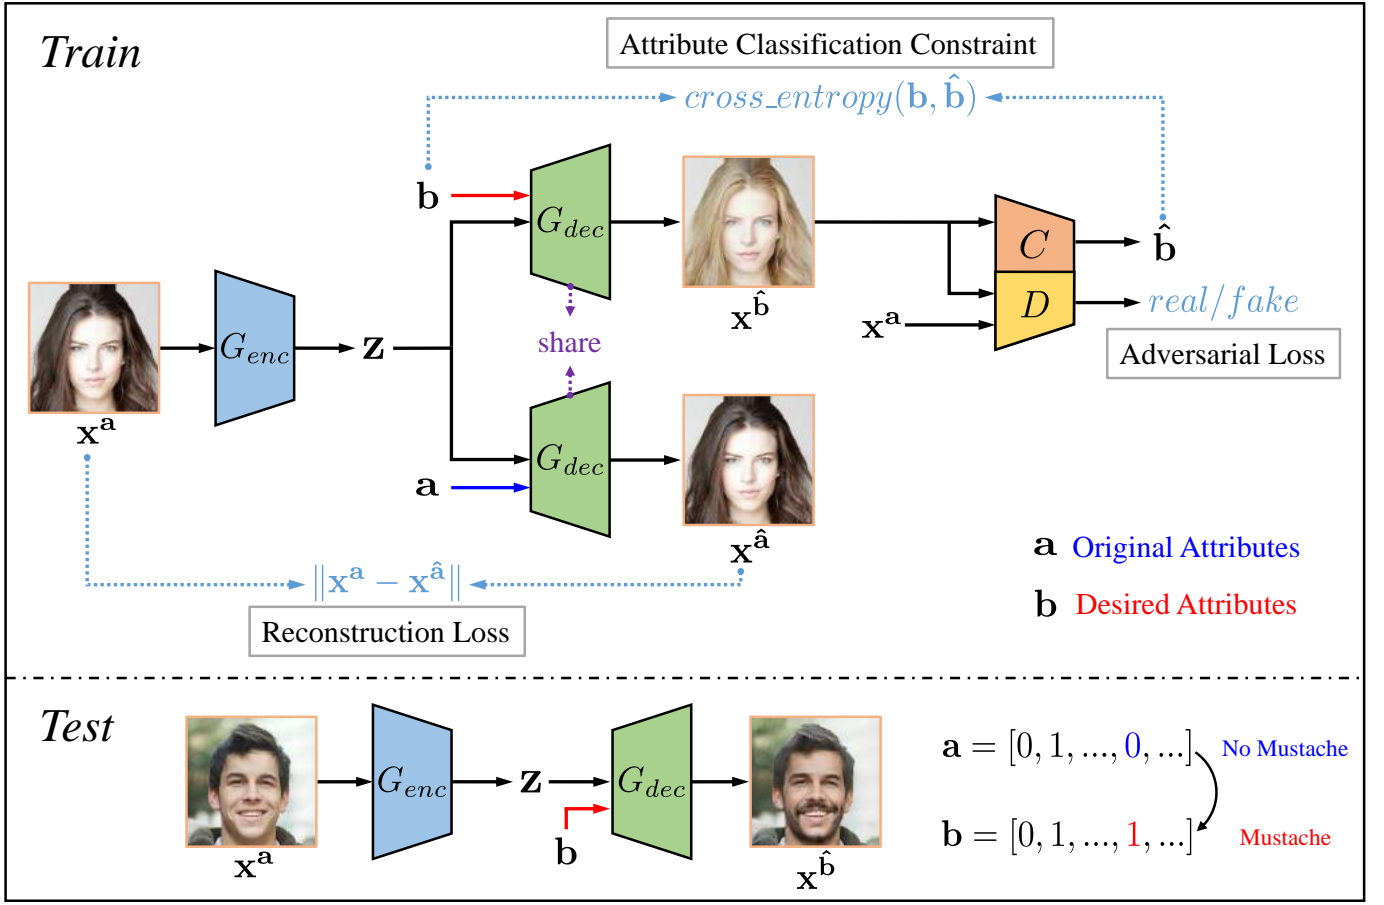 Train
Attribute Classification Constraint
cross_entropy(b, b̂)
b
G_dec
x^b̂
C
b̂
D
real/fake
x^a
Adversarial Loss
share
G_enc
z
x^a
G_dec
a
x^â
‖x^a − x^â‖
Reconstruction Loss
a Original Attributes
b Desired Attributes
Test
x^a
G_enc
z
b
G_dec
x^b̂
a = [0, 1, ..., 0, ...] No Mustache
b = [0, 1, ..., 1, ...] Mustache